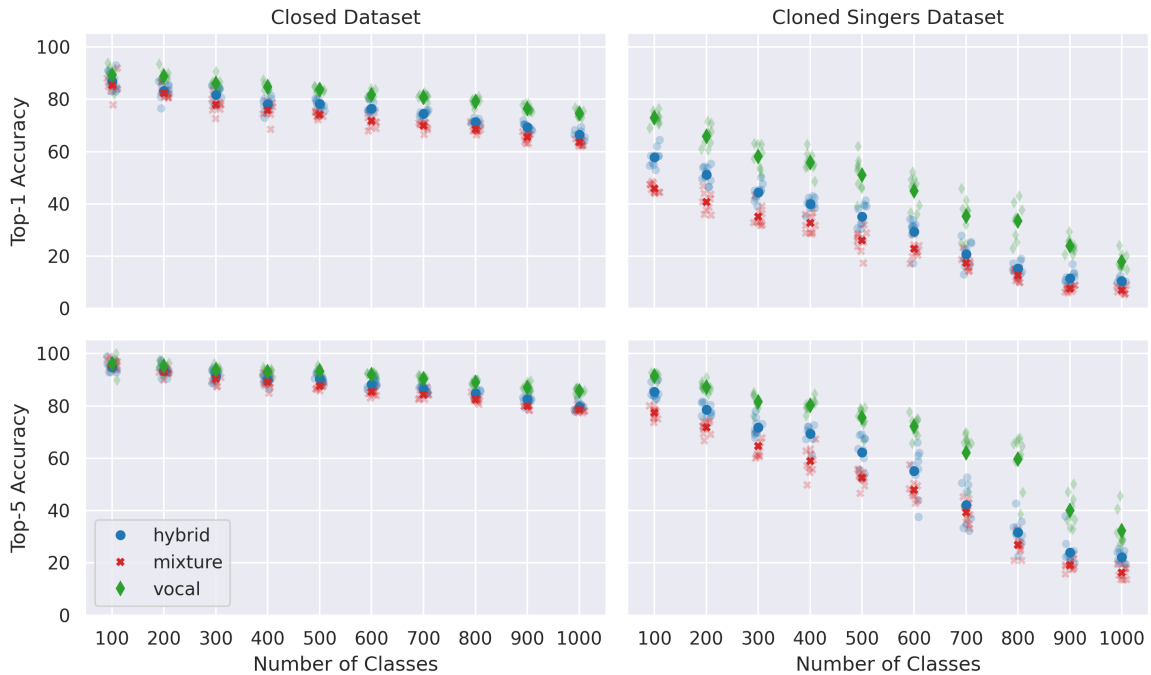 Closed Dataset
Cloned Singers Dataset
Top-1 Accuracy
100
80
60
40
20
0
Top-5 Accuracy
100
80
60
40
20
0
hybrid
mixture
vocal
100 200 300 400 500 600 700 800 900 1000
100 200 300 400 500 600 700 800 900 1000
Number of Classes
Number of Classes